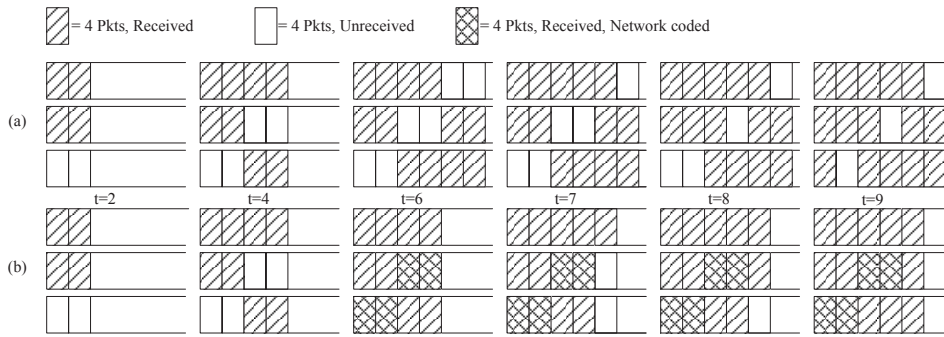 = 4 Pkts, Received = 4 Pkts, Unreceived = 4 Pkts, Received, Network coded
(a)
t=2 t=4 t=6 t=7 t=8 t=9
(b)